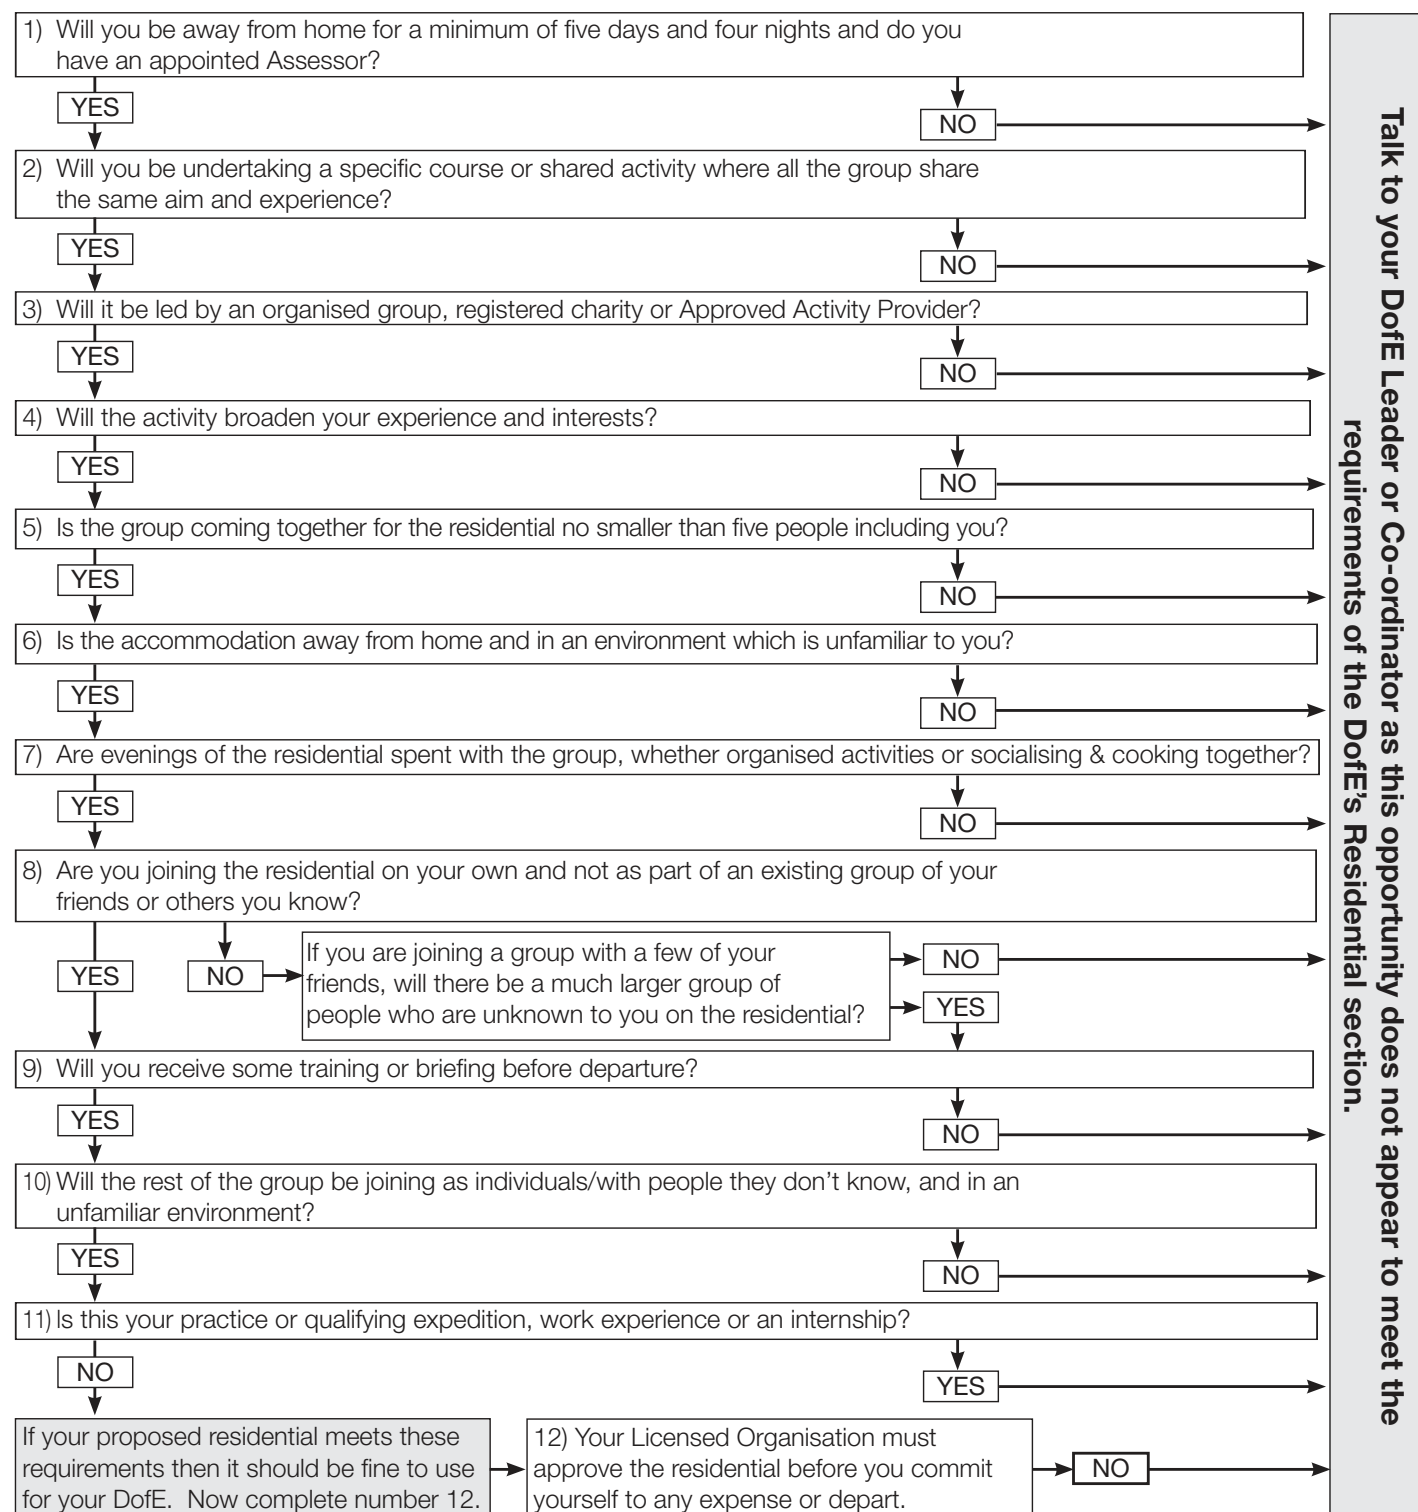 1) Will you be away from home for a minimum of five days and four nights and do you
have an appointed Assessor?
YES
NO
2) Will you be undertaking a specific course or shared activity where all the group share
the same aim and experience?
YES
NO
3) Will it be led by an organised group, registered charity or Approved Activity Provider?
YES
NO
4) Will the activity broaden your experience and interests?
YES
NO
5) Is the group coming together for the residential no smaller than five people including you?
YES
NO
6) Is the accommodation away from home and in an environment which is unfamiliar to you?
YES
NO
7) Are evenings of the residential spent with the group, whether organised activities or socialising & cooking together?
YES
NO
8) Are you joining the residential on your own and not as part of an existing group of your
friends or others you know?
YES
NO
If you are joining a group with a few of your
friends, will there be a much larger group of
people who are unknown to you on the residential?
NO
YES
9) Will you receive some training or briefing before departure?
YES
NO
10) Will the rest of the group be joining as individuals/with people they don't know, and in an
unfamiliar environment?
YES
NO
11) Is this your practice or qualifying expedition, work experience or an internship?
NO
YES
If your proposed residential meets these
requirements then it should be fine to use
for your DofE. Now complete number 12.
12) Your Licensed Organisation must
approve the residential before you commit
yourself to any expense or depart.
NO
Talk to your DofE Leader or Co-ordinator as this opportunity does not appear to meet the
requirements of the DofE's Residential section.